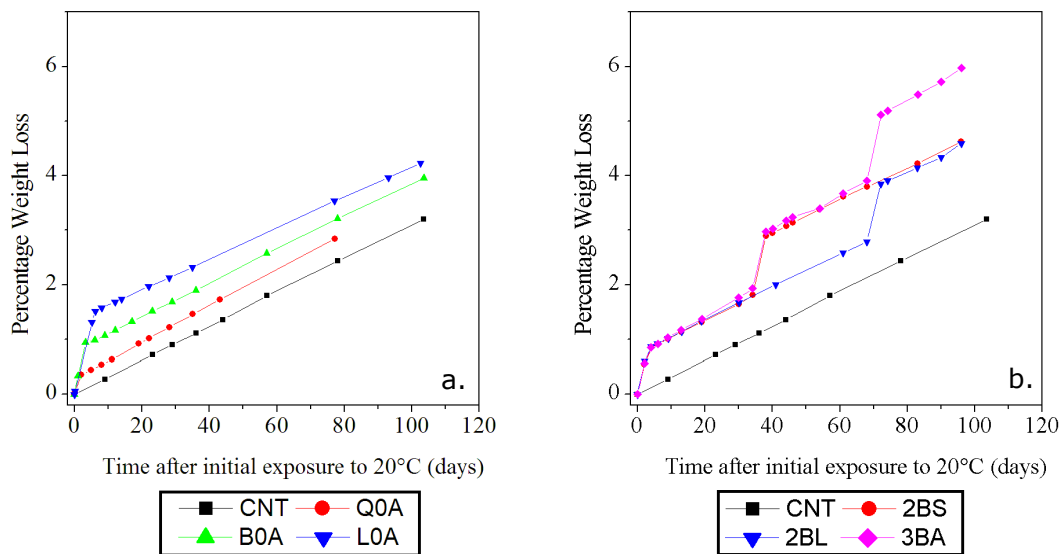 6
4
2
0
Percentage Weight Loss
a.
0 20 40 60 80 100 120
Time after initial exposure to 20°C (days)
CNT Q0A
B0A L0A
6
4
2
0
Percentage Weight Loss
b.
0 20 40 60 80 100 120
Time after initial exposure to 20°C (days)
CNT 2BS
2BL 3BA